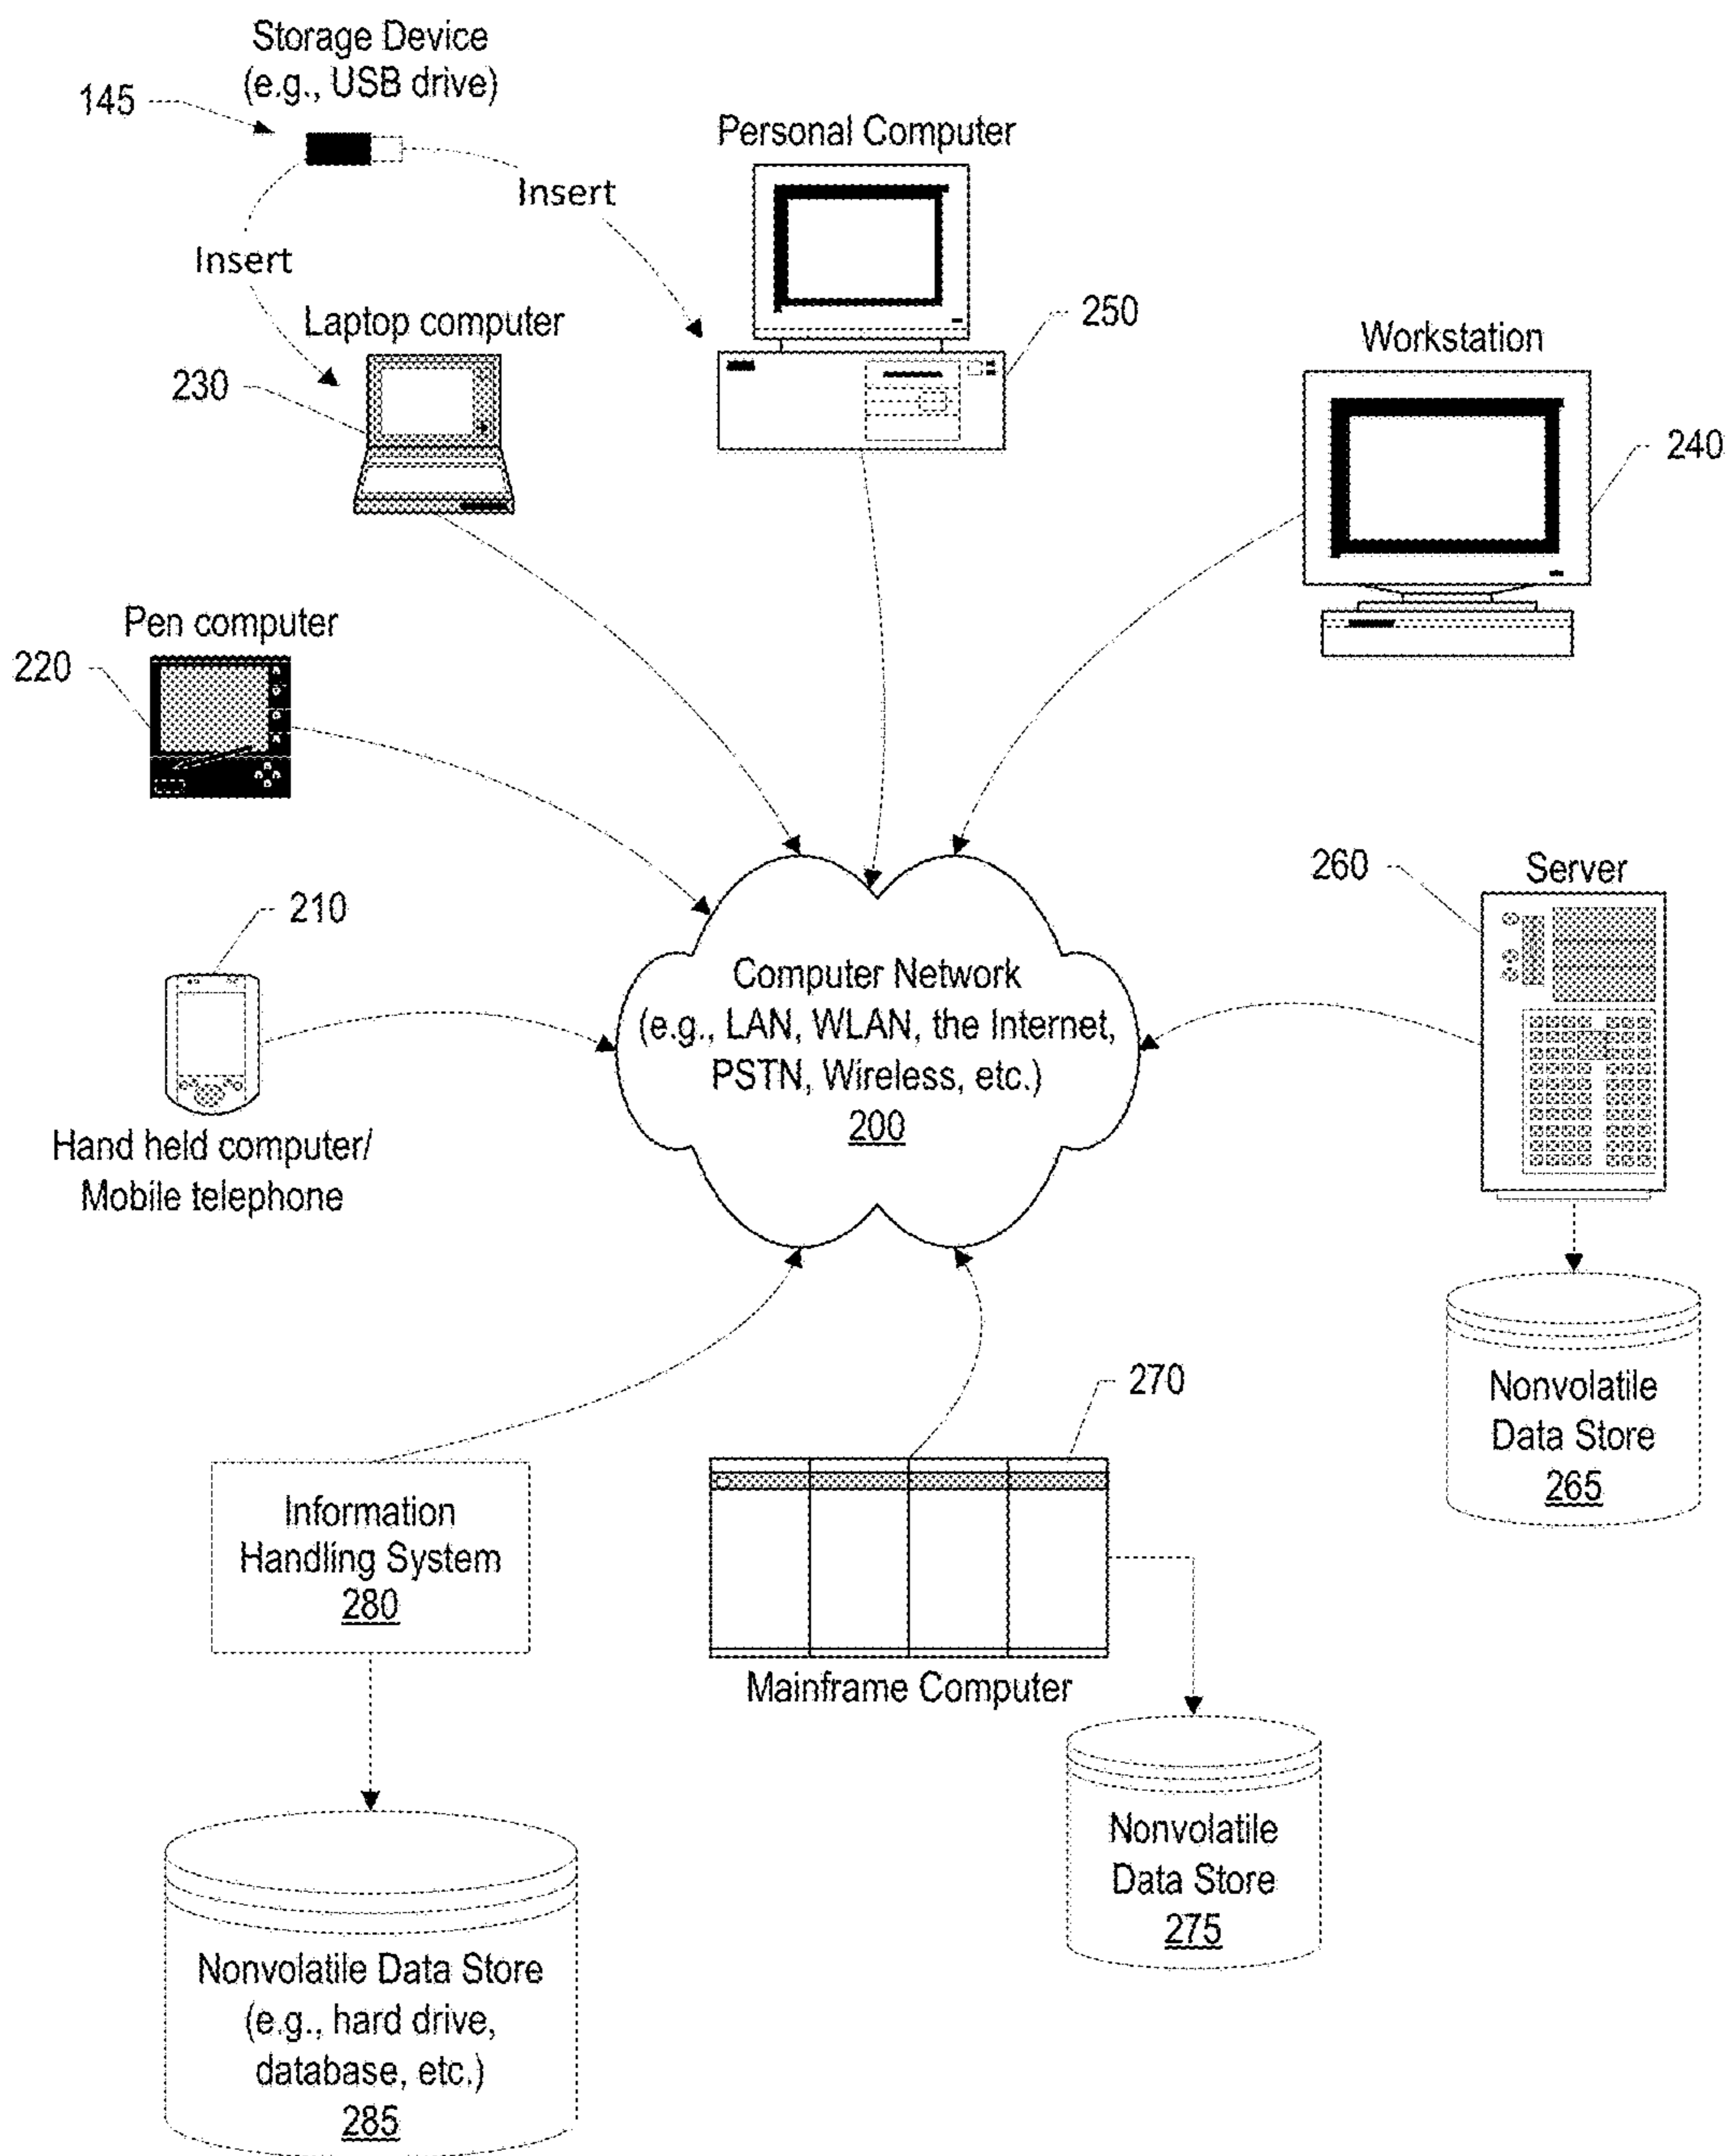 Storage Device
(e.g., USB drive)
145
Personal Computer
Insert
Insert
Laptop computer
250
Workstation
230
240
Pen computer
220
260
Server
210
Computer Network
(e.g., LAN, WLAN, the Internet,
PSTN, Wireless, etc.)
200
Hand held computer/
Mobile telephone
270
Nonvolatile
Data Store
265
Information
Handling System
280
Mainframe Computer
Nonvolatile
Data Store
275
Nonvolatile Data Store
(e.g., hard drive,
database, etc.)
285